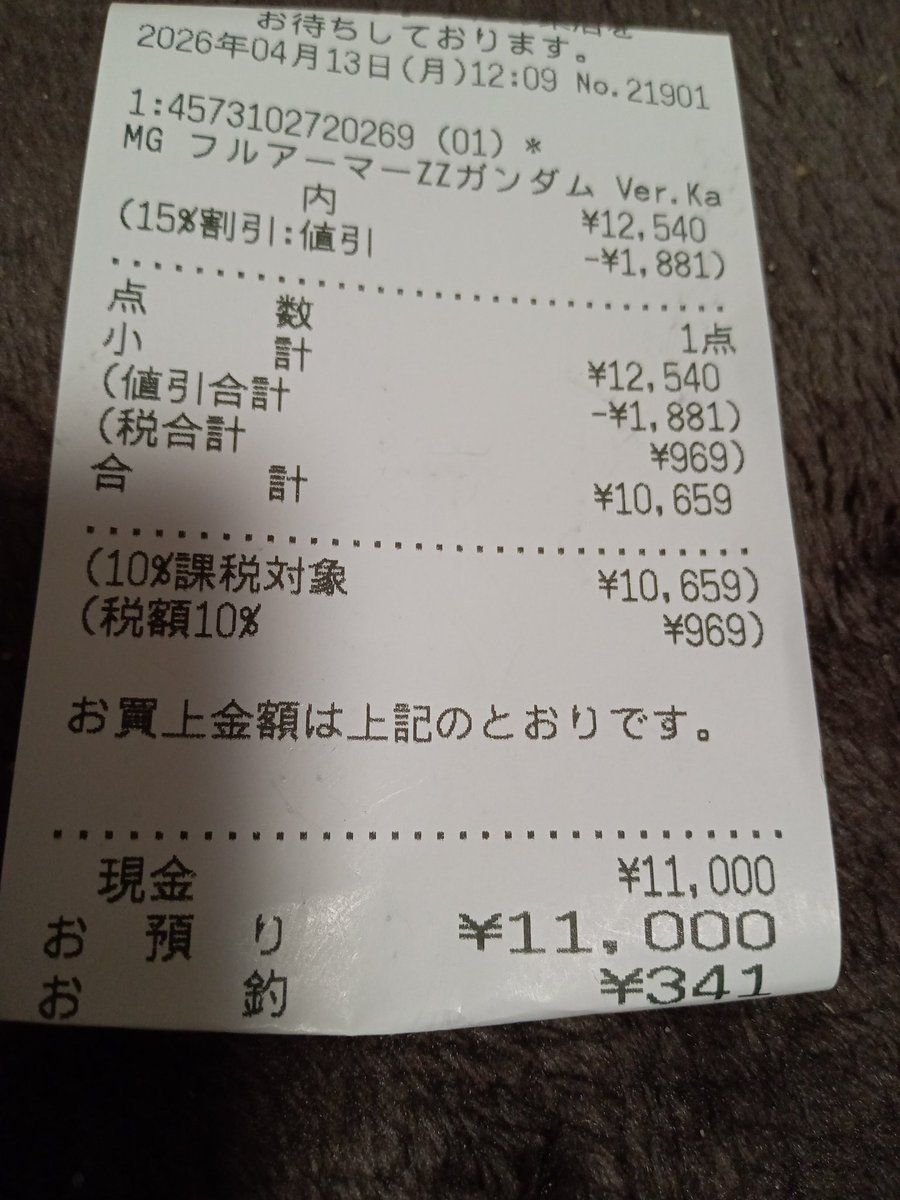 お待ちしております。
2026年04月13日(月)12:09 No.21901
1:4573102720269 (01) *
MG フルアーマーZZガンダム Ver.Ka
内 ¥12,540
(15%割引:値引 -¥1,881)
点 数 1点
小 計 ¥12,540
(値引合計 -¥1,881)
(税合計 ¥969)
合 計 ¥10,659
(10%課税対象 ¥10,659)
(税額10% ¥969)
お買上金額は上記のとおりです。
現金 ¥11,000
お 預 り ¥11,000
お 釣 ¥341